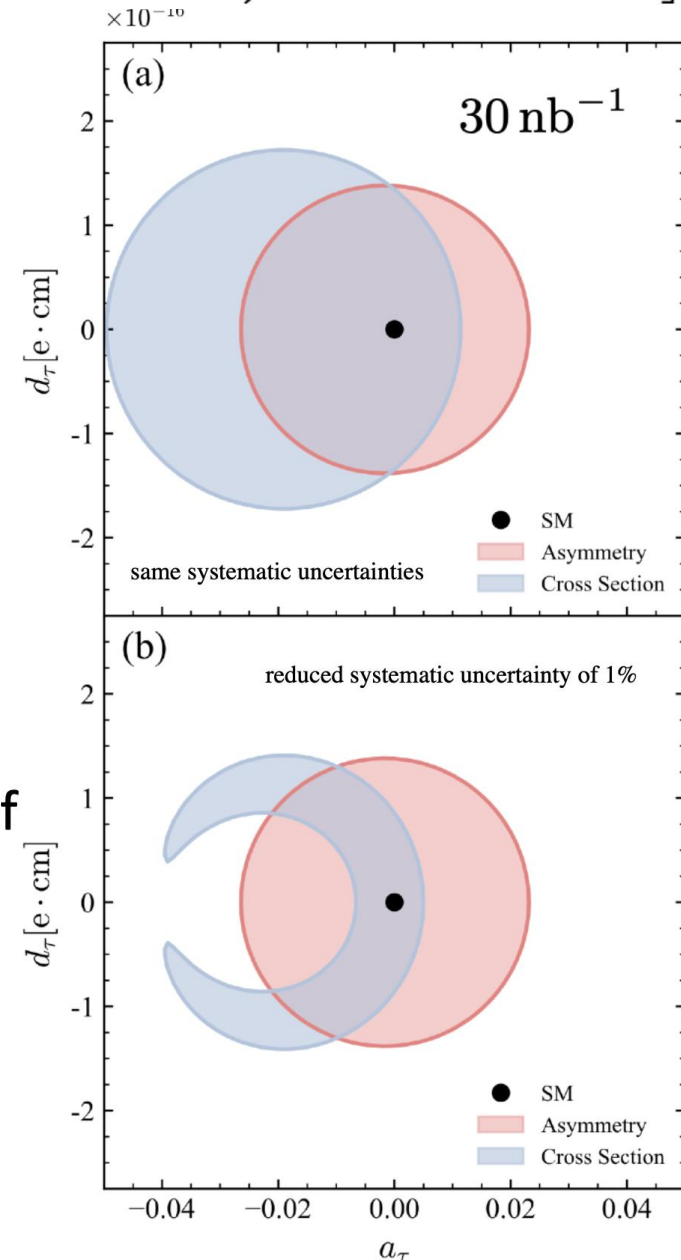 ×10⁻¹⁶
(a)
30 nb⁻¹
2
1
0
-1
-2
d_τ[e · cm]
SM
Asymmetry
Cross Section
same systematic uncertainties
(b)
reduced systematic uncertainty of 1%
2
f
1
0
-1
-2
d_τ[e · cm]
SM
Asymmetry
Cross Section
−0.04 −0.02 0.00 0.02 0.04
a_τ